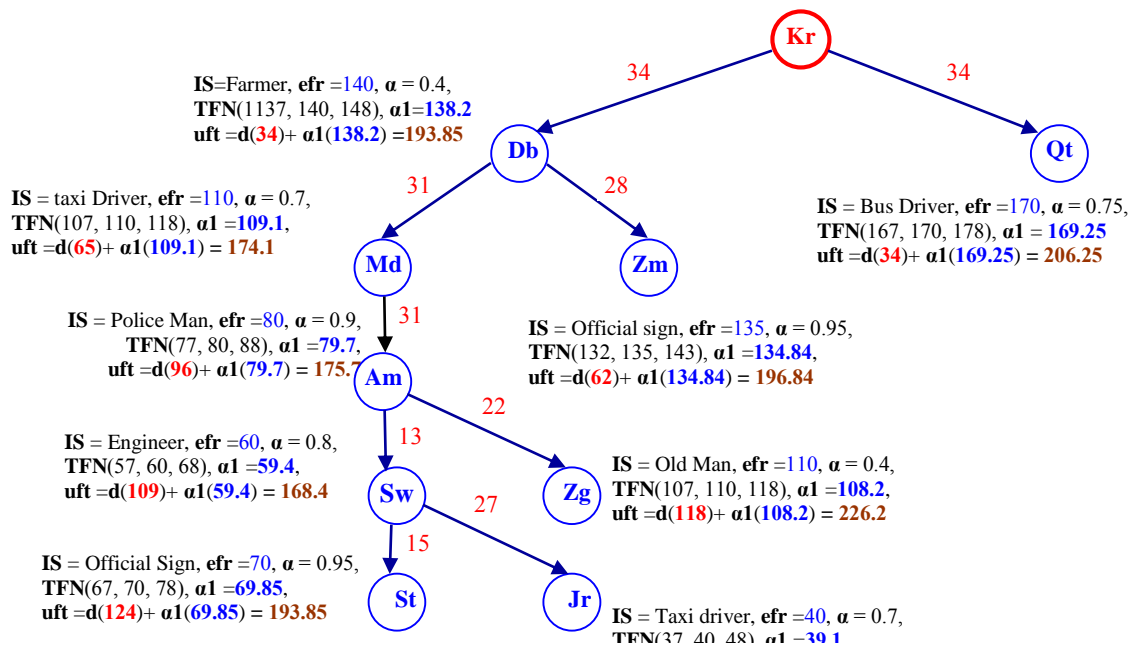 Kr
34
34
IS=Farmer, efr =140, α = 0.4,
TFN(1137, 140, 148), α1=138.2
uft =d(34)+ α1(138.2) =193.85
Db
Qt
31
28
IS = taxi Driver, efr =110, α = 0.7,
TFN(107, 110, 118), α1 =109.1,
uft =d(65)+ α1(109.1) = 174.1
IS = Bus Driver, efr =170, α = 0.75,
TFN(167, 170, 178), α1 = 169.25
uft =d(34)+ α1(169.25) = 206.25
Md
Zm
31
IS = Police Man, efr =80, α = 0.9,
TFN(77, 80, 88), α1 =79.7,
uft =d(96)+ α1(79.7) = 175.7
IS = Official sign, efr =135, α = 0.95,
TFN(132, 135, 143), α1 =134.84,
uft =d(62)+ α1(134.84) = 196.84
Am
22
13
IS = Engineer, efr =60, α = 0.8,
TFN(57, 60, 68), α1 =59.4,
uft =d(109)+ α1(59.4) = 168.4
IS = Old Man, efr =110, α = 0.4,
TFN(107, 110, 118), α1 =108.2,
uft =d(118)+ α1(108.2) = 226.2
Sw
Zg
27
15
IS = Official Sign, efr =70, α = 0.95,
TFN(67, 70, 78), α1 =69.85,
uft =d(124)+ α1(69.85) = 193.85
St
Jr
IS = Taxi driver, efr =40, α = 0.7,
TFN(37, 40, 48), α1 =39.1